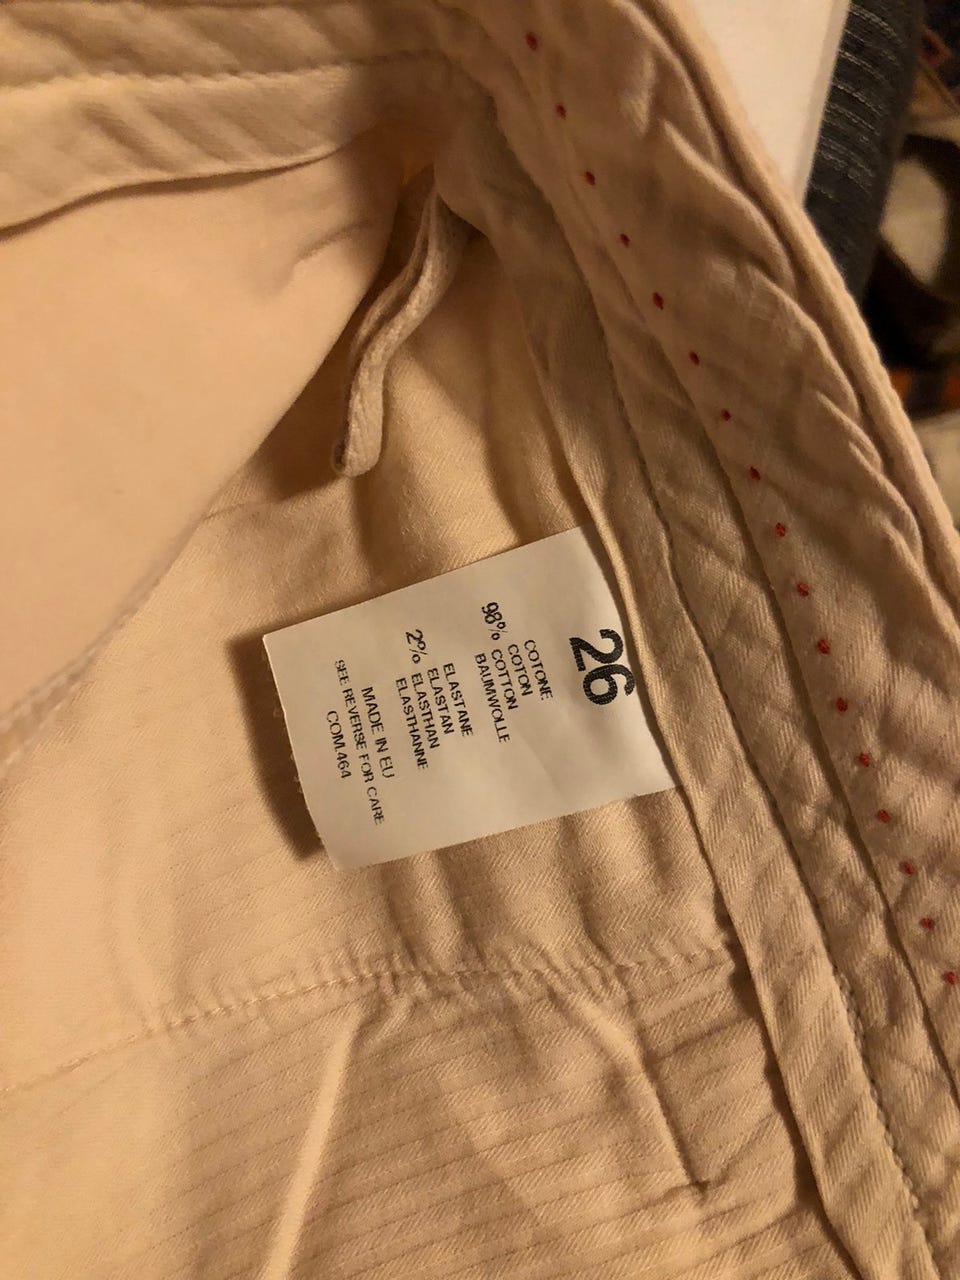 26
COTONE
COTON
98% COTTON
BAUMWOLLE
ELASTANE
ELASTAN
2% ELASTHAN
ELASTHANNE
MADE IN EU
SEE REVERSE FOR CARE
COM.464